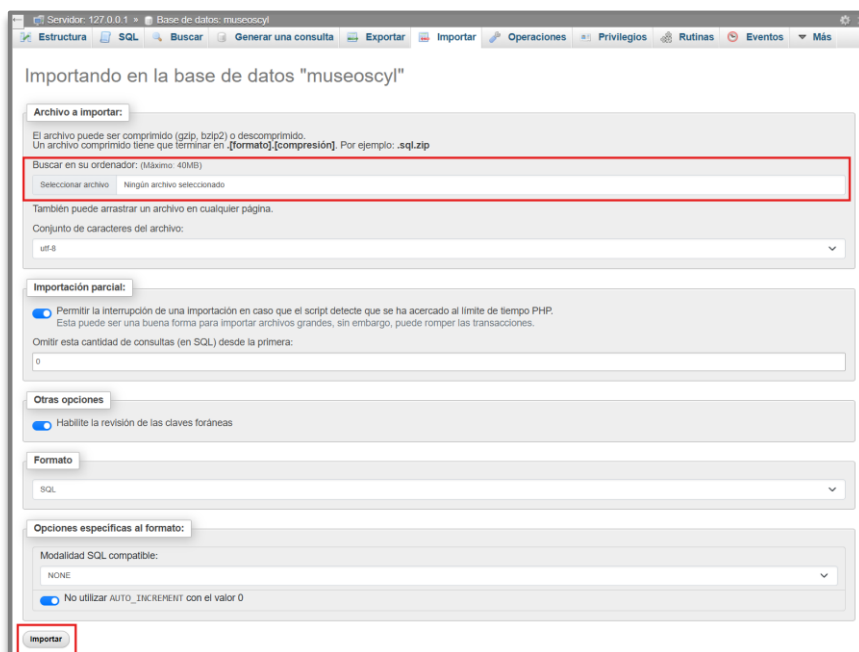 Servidor: 127.0.0.1 » Base de datos: museoscyl
Estructura SQL Buscar Generar una consulta Exportar Importar Operaciones Privilegios Rutinas Eventos Más
Importando en la base de datos "museoscyl"
Archivo a importar:
El archivo puede ser comprimido (gzip, bzip2) o descomprimido.
Un archivo comprimido tiene que terminar en .[formato].[compresión]. Por ejemplo: .sql.zip
Buscar en su ordenador: (Máximo: 40MB)
Seleccionar archivo Ningún archivo seleccionado
También puede arrastrar un archivo en cualquier página.
Conjunto de caracteres del archivo:
utf-8
Importación parcial:
Permitir la interrupción de una importación en caso que el script detecte que se ha acercado al límite de tiempo PHP.
Esta puede ser una buena forma para importar archivos grandes, sin embargo, puede romper las transacciones.
Omitir esta cantidad de consultas (en SQL) desde la primera:
0
Otras opciones
Habilite la revisión de las claves foráneas
Formato
SQL
Opciones específicas al formato:
Modalidad SQL compatible:
NONE
No utilizar AUTO_INCREMENT con el valor 0
Importar